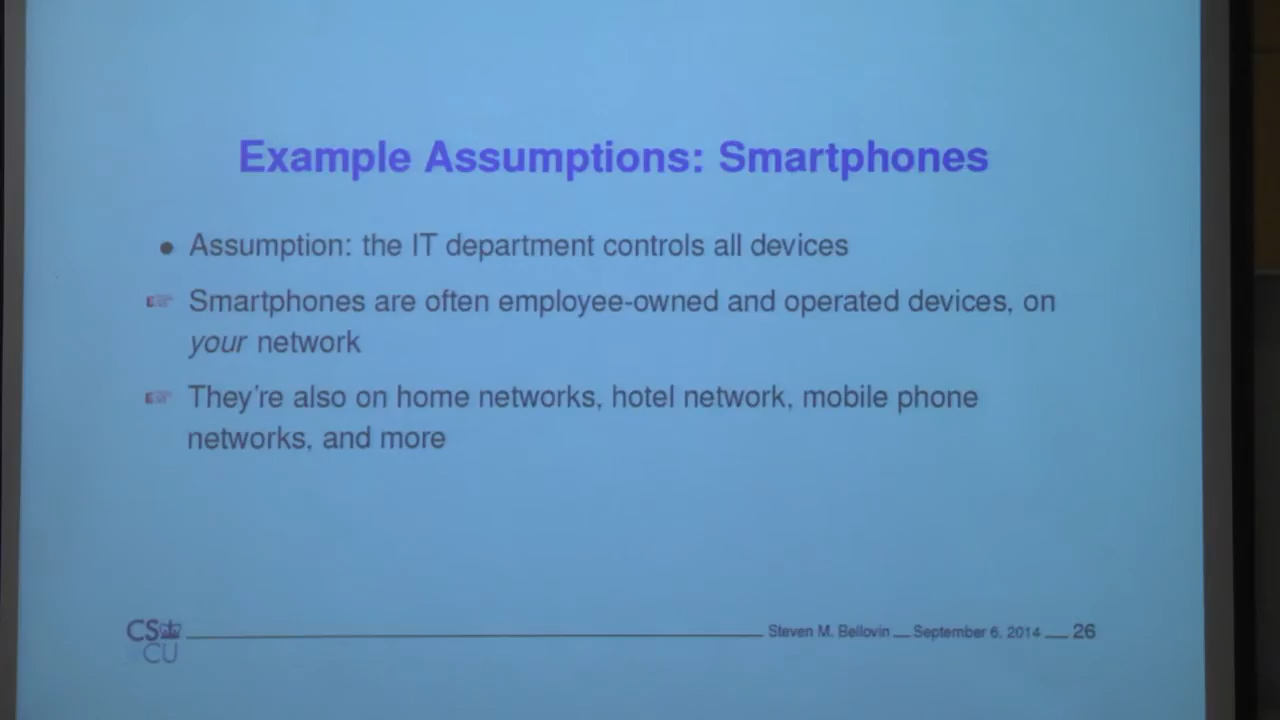 Example Assumptions: Smartphones
• Assumption: the IT department controls all devices
☞ Smartphones are often employee-owned and operated devices, on
your network
☞ They're also on home networks, hotel network, mobile phone
networks, and more
CS
CU
Steven M. Bellovin __ September 6, 2014 __ 26